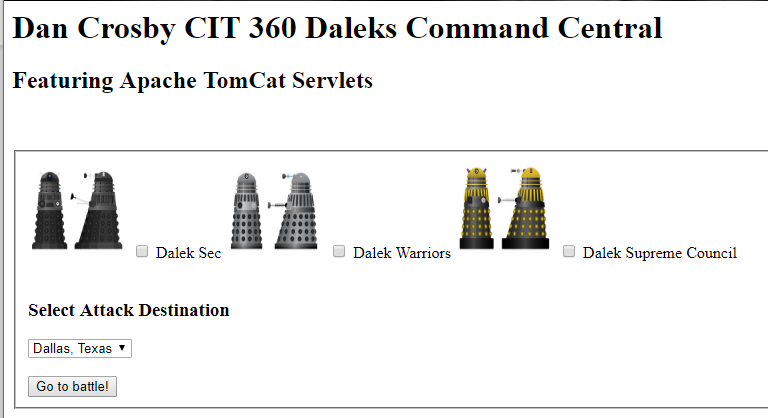 Dan Crosby CIT 360 Daleks Command Central
Featuring Apache TomCat Servlets
Dalek Sec Dalek Warriors Dalek Supreme Council
Select Attack Destination
Dallas, Texas
Go to battle!